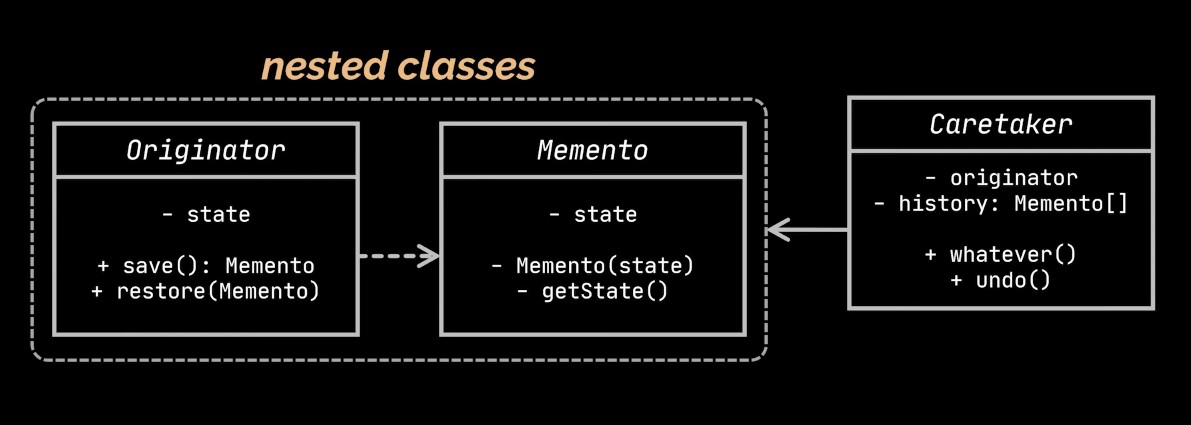 nested classes
Originator
- state
+ save(): Memento
+ restore(Memento)
Memento
- state
- Memento(state)
- getState()
Caretaker
- originator
- history: Memento[]
+ whatever()
+ undo()